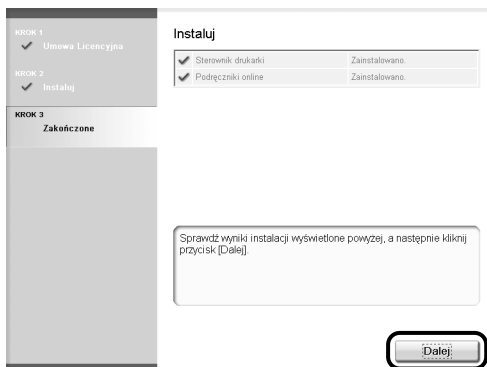 KROK 1
Umowa Licencyjna
KROK 2
Instaluj
KROK 3
Zakończone
Instaluj
Sterownik drukarki Zainstalowano.
Podręczniki online Zainstalowano.
Sprawdź wyniki instalacji wyświetlone powyżej, a następnie kliknij
przycisk [Dalej].
Dalej